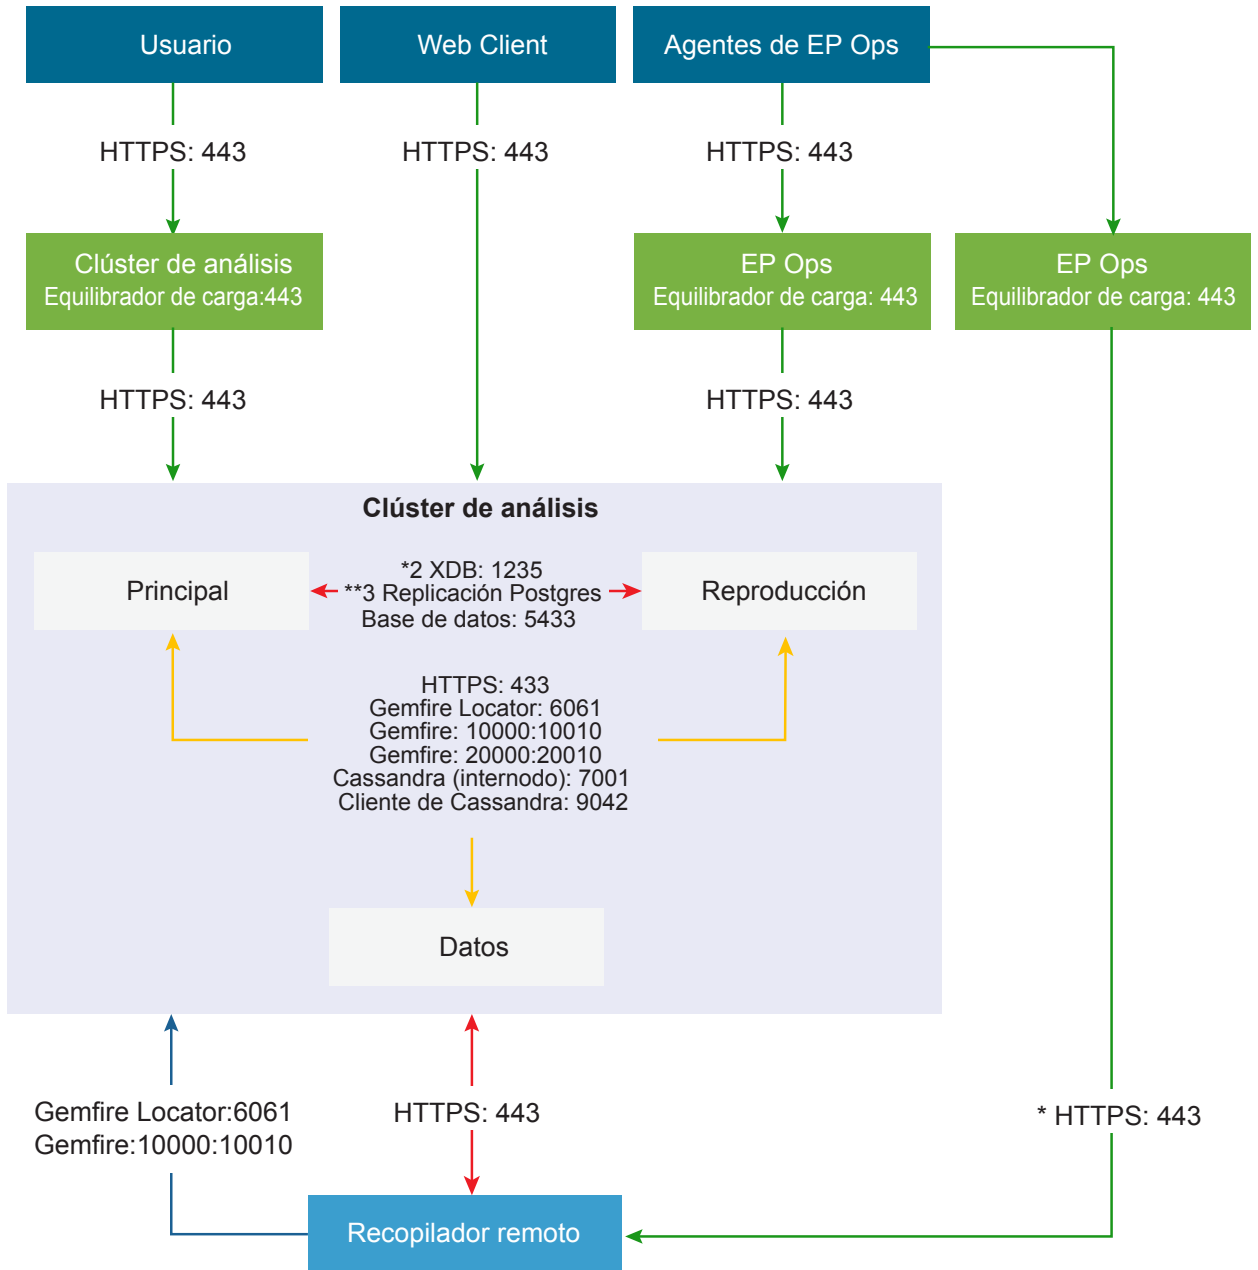 Usuario
Web Client
Agentes de EP Ops
HTTPS: 443
HTTPS: 443
HTTPS: 443
Clúster de análisis
Equilibrador de carga:443
EP Ops
Equilibrador de carga: 443
EP Ops
Equilibrador de carga: 443
HTTPS: 443
HTTPS: 443
Clúster de análisis
Principal
*2 XDB: 1235
**3 Replicación Postgres
Base de datos: 5433
Reproducción
HTTPS: 433
Gemfire Locator: 6061
Gemfire: 10000:10010
Gemfire: 20000:20010
Cassandra (internodo): 7001
Cliente de Cassandra: 9042
Datos
Gemfire Locator:6061
Gemfire:10000:10010
HTTPS: 443
* HTTPS: 443
Recopilador remoto